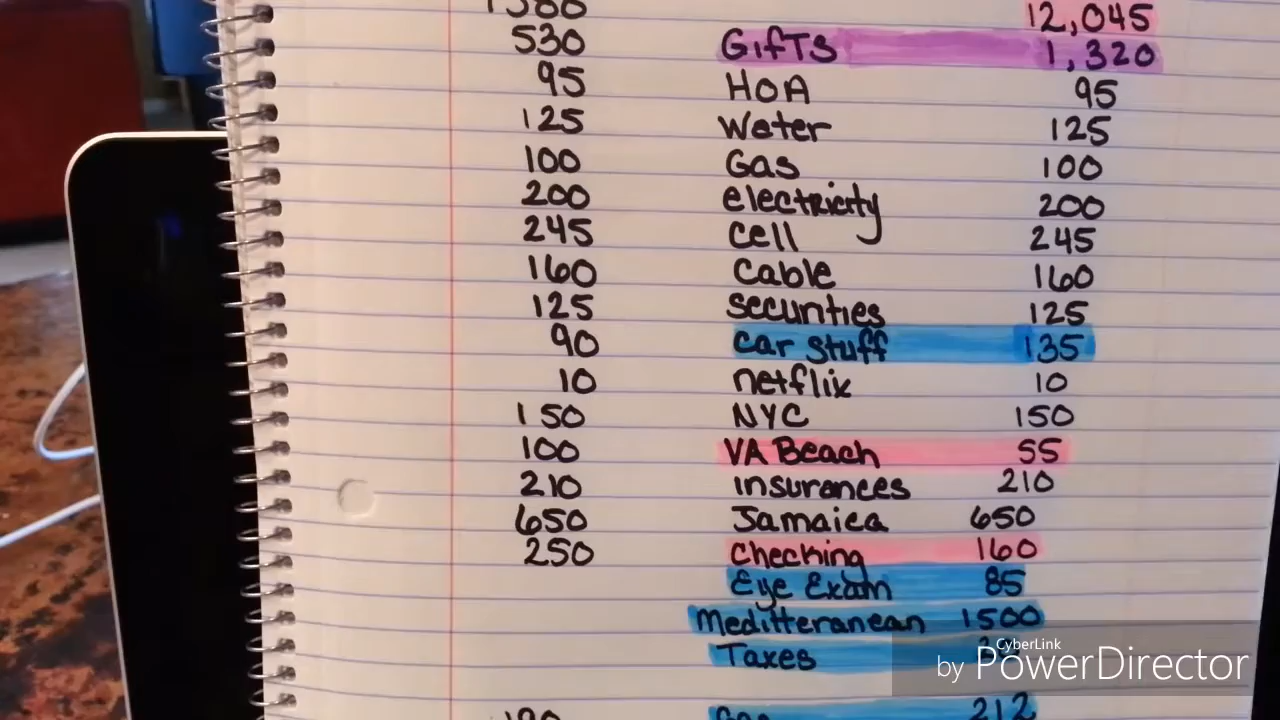 12,045
530 GifTS 1,320
95 HOA 95
125 Water 125
100 Gas 100
200 electricity 200
245 cell 245
160 cable 160
125 securities 125
90 car stuff 135
10 netflix 10
150 NYC 150
100 VA Beach 55
210 insurances 210
650 Jamaica 650
250 checking 160
Eye Exam 85
Meditteranean 1500
Taxes
212
CyberLink
by PowerDirector